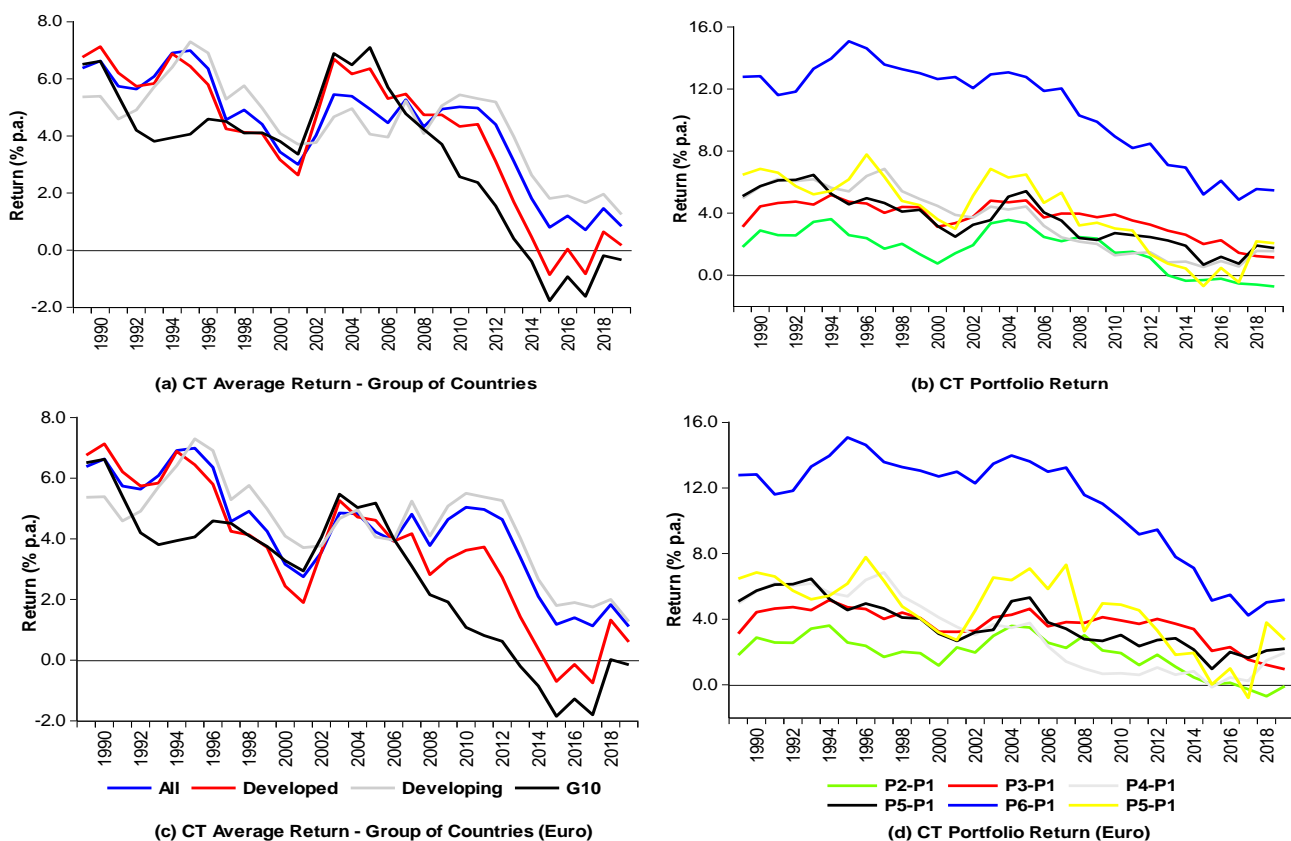 8.0
6.0
4.0
2.0
0.0
-2.0
Return (% p.a.)
1990 1992 1994 1996 1998 2000 2002 2004 2006 2008 2010 2012 2014 2016 2018
(a) CT Average Return - Group of Countries
16.0
12.0
8.0
4.0
0.0
Return (% p.a.)
1990 1992 1994 1996 1998 2000 2002 2004 2006 2008 2010 2012 2014 2016 2018
(b) CT Portfolio Return
8.0
6.0
4.0
2.0
0.0
-2.0
Return (% p.a.)
1990 1992 1994 1996 1998 2000 2002 2004 2006 2008 2010 2012 2014 2016 2018
All Developed Developing G10
(c) CT Average Return - Group of Countries (Euro)
16.0
12.0
8.0
4.0
0.0
Return (% p.a.)
1990 1992 1994 1996 1998 2000 2002 2004 2006 2008 2010 2012 2014 2016 2018
P2-P1 P3-P1 P4-P1
P5-P1 P6-P1 P5-P1
(d) CT Portfolio Return (Euro)